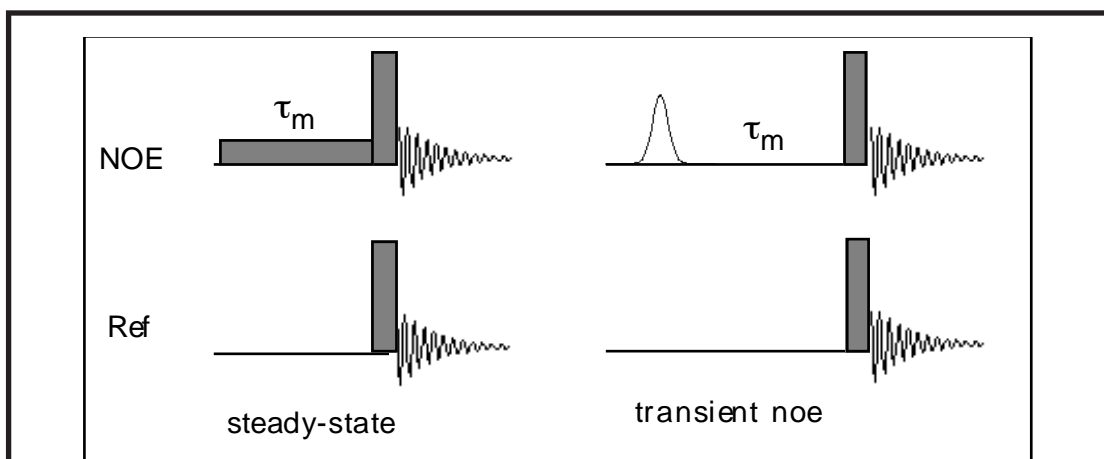 τm τm
NOE
Ref
steady-state transient noe